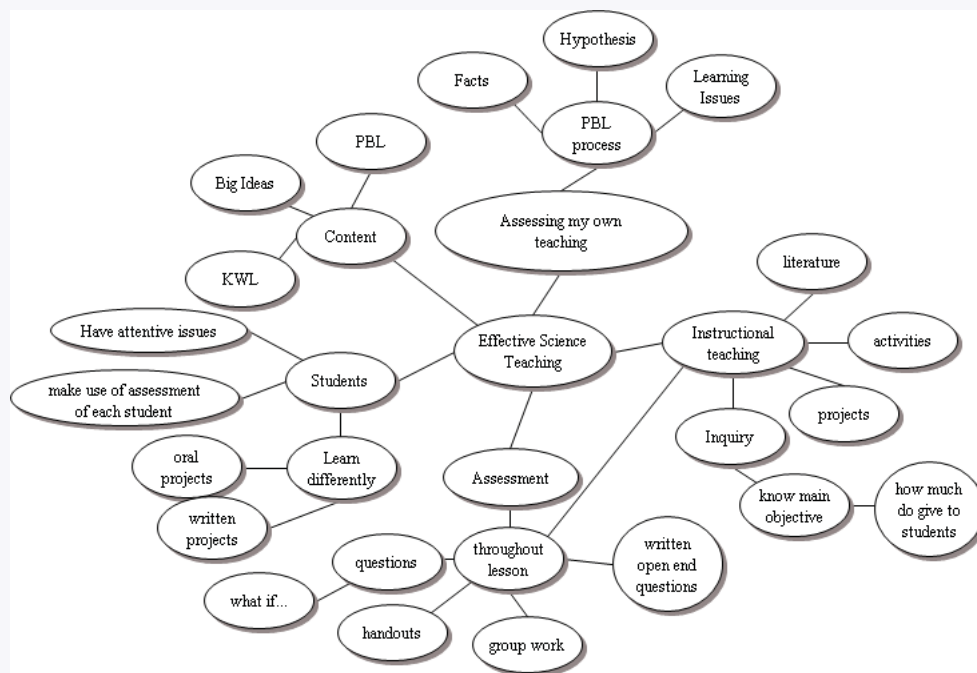 Hypothesis
Facts
Learning
Issues
PBL
process
PBL
Big Ideas
Content
Assessing my own
teaching
KWL
literature
Have attentive issues
Effective Science
Teaching
Instructional
teaching
activities
Students
make use of assessment
of each student
projects
Inquiry
oral
projects
Learn
differently
Assessment
know main
objective
how much
do give to
students
written
projects
questions
throughout
lesson
written
open end
questions
what if...
handouts
group work